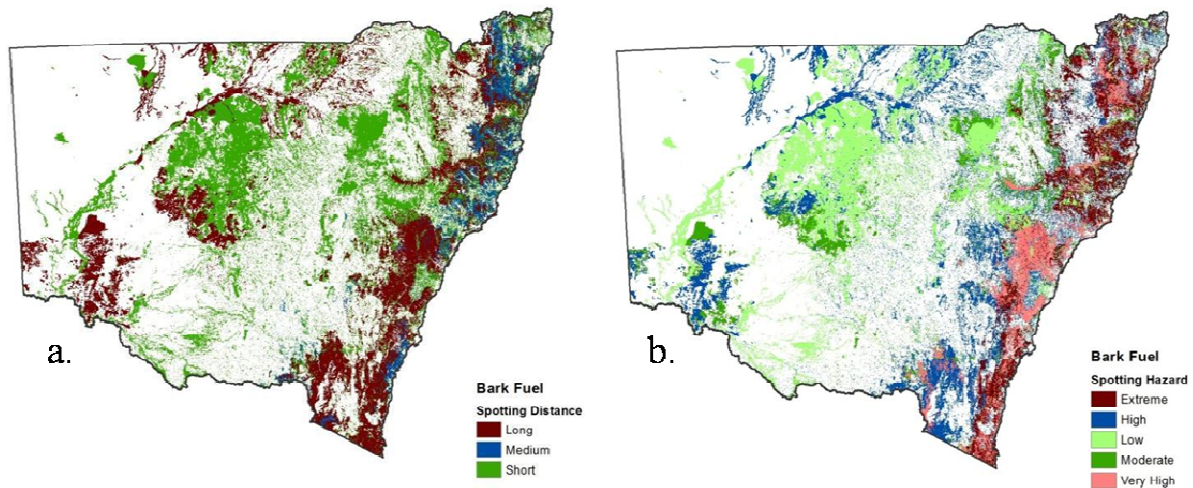 a.
Bark Fuel
Spotting Distance
Long
Medium
Short
b.
Bark Fuel
Spotting Hazard
Extreme
High
Low
Moderate
Very High